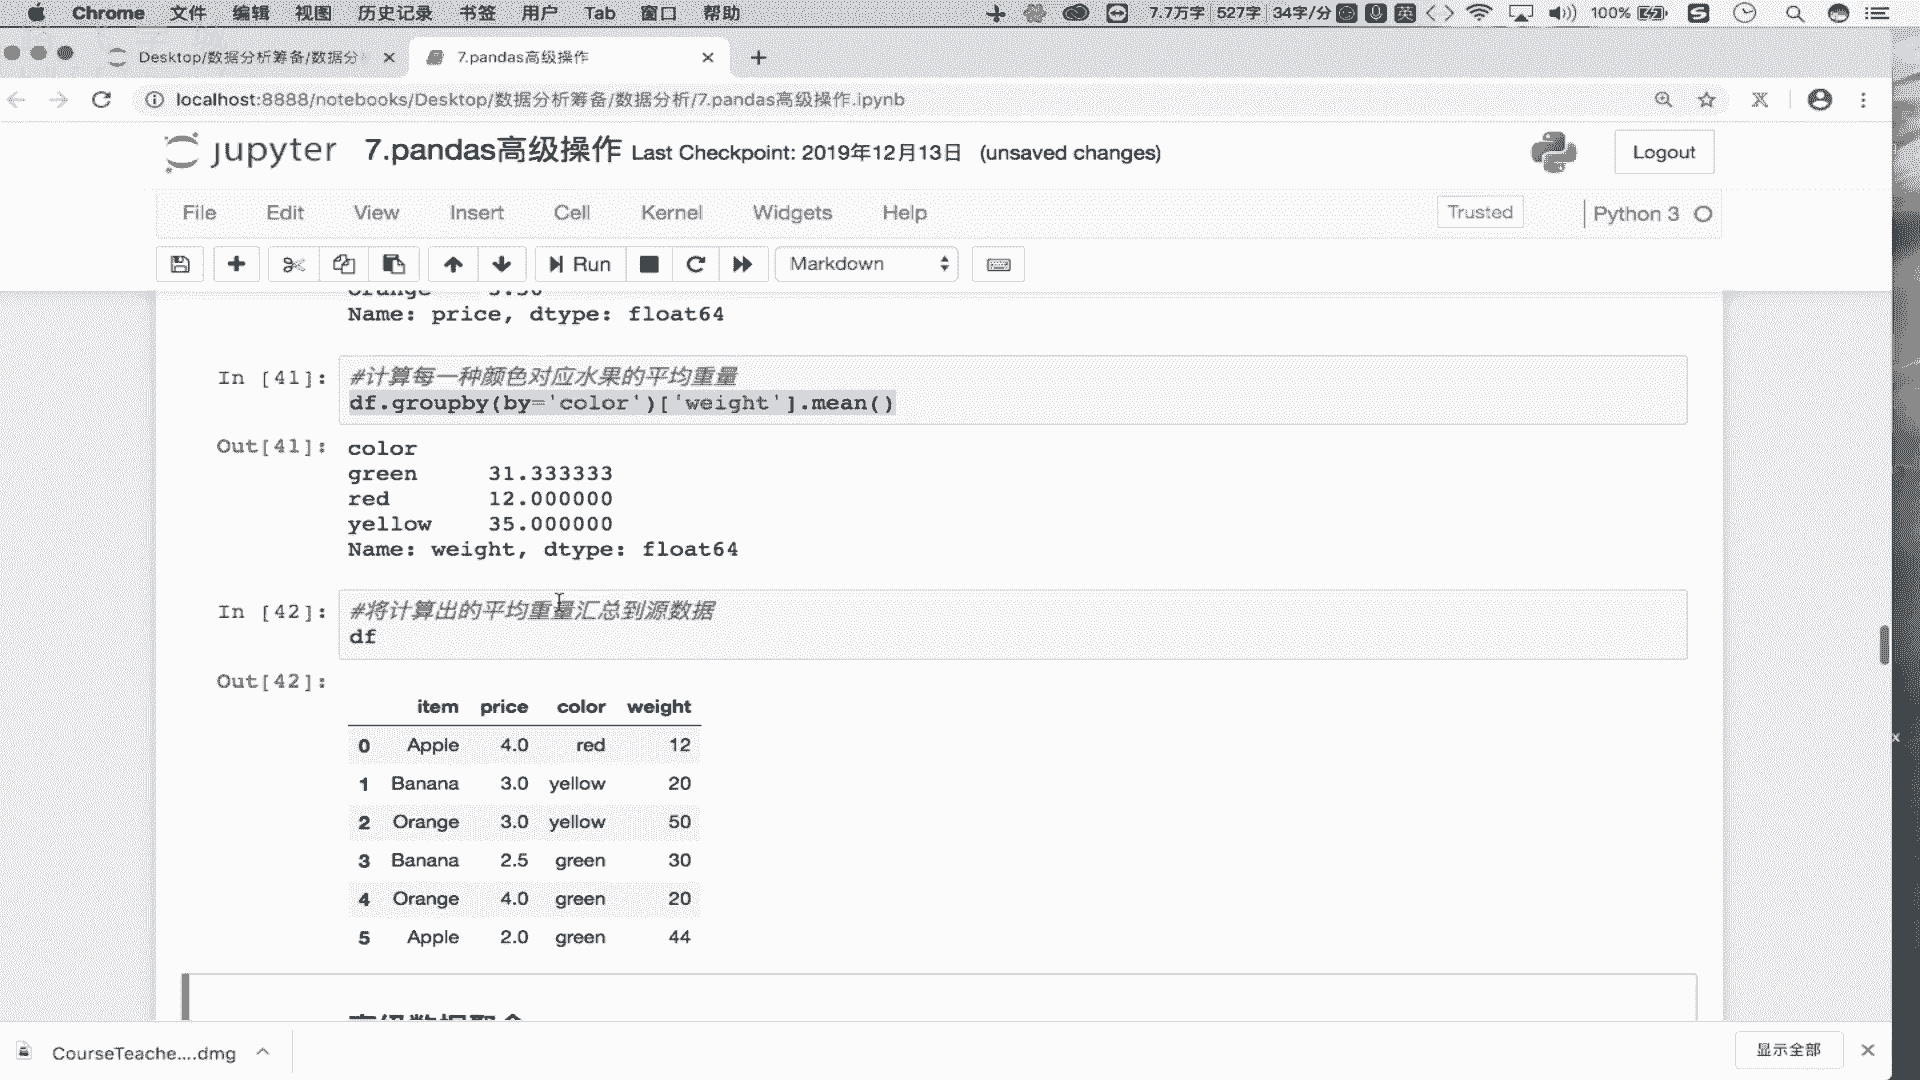 Chrome 文件 编辑 视图 历史记录 书签 用户 Tab 窗口 帮助 7.7万字 527字 34字/分 英 100%
Desktop/数据分析筹备/数据分 7.pandas高级操作
localhost:8888/notebooks/Desktop/数据分析筹备/数据分析/7.pandas高级操作.ipynb
jupyter 7.pandas高级操作 Last Checkpoint: 2019年12月13日 (unsaved changes) Logout
File Edit View Insert Cell Kernel Widgets Help Trusted Python 3
Run Markdown
Name: price, dtype: float64
In [41]: #计算每一种颜色对应水果的平均重量
df.groupby(by='color')['weight'].mean()
Out[41]: color
green 31.333333
red 12.000000
yellow 35.000000
Name: weight, dtype: float64
In [42]: #将计算出的平均重量汇总到源数据
df
Out[42]:
item price color weight
0 Apple 4.0 red 12
1 Banana 3.0 yellow 20
2 Orange 3.0 yellow 50
3 Banana 2.5 green 30
4 Orange 4.0 green 20
5 Apple 2.0 green 44
CourseTeache....dmg 显示全部